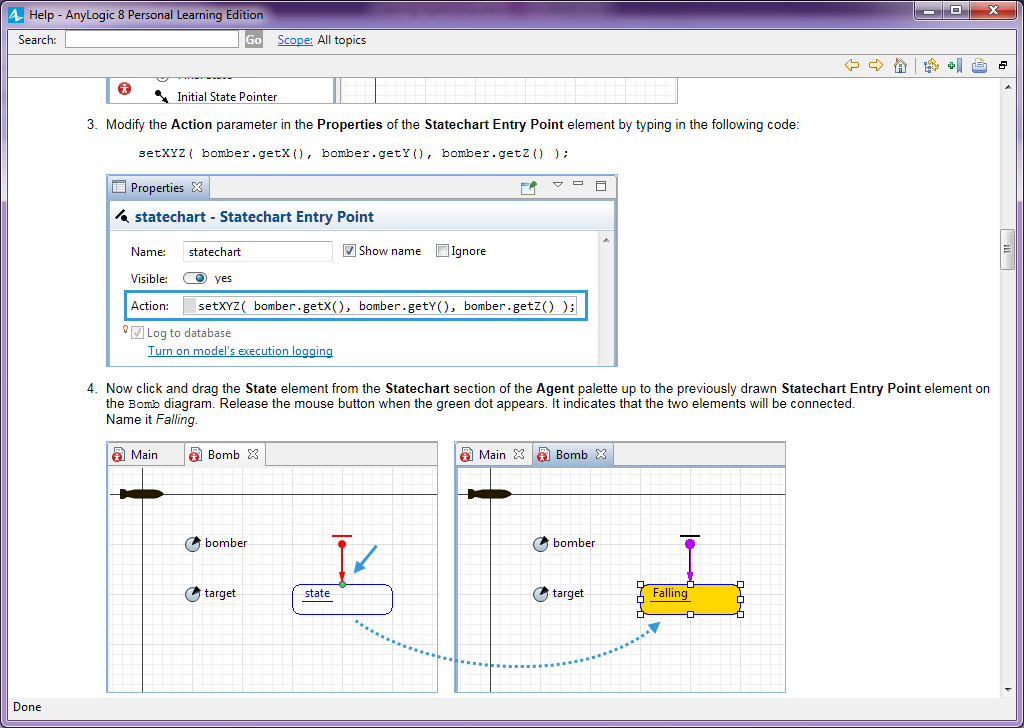 Help - AnyLogic 8 Personal Learning Edition
Search: Go Scope: All topics
Initial State Pointer
3. Modify the Action parameter in the Properties of the Statechart Entry Point element by typing in the following code:
setXYZ( bomber.getX(), bomber.getY(), bomber.getZ() );
Properties
statechart - Statechart Entry Point
Name: statechart Show name Ignore
Visible: yes
Action: setXYZ( bomber.getX(), bomber.getY(), bomber.getZ() );
Log to database
Turn on model's execution logging
4. Now click and drag the State element from the Statechart section of the Agent palette up to the previously drawn Statechart Entry Point element on
the Bomb diagram. Release the mouse button when the green dot appears. It indicates that the two elements will be connected.
Name it Falling.
Main Bomb
bomber
target
state
Main Bomb
bomber
target
Falling
Done